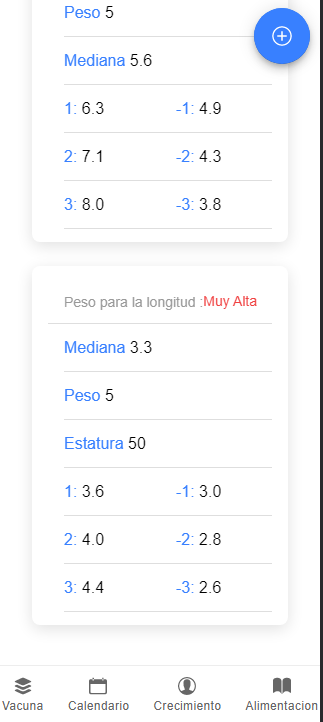 Peso 5
Mediana 5.6
1: 6.3 -1: 4.9
2: 7.1 -2: 4.3
3: 8.0 -3: 3.8
Peso para la longitud :Muy Alta
Mediana 3.3
Peso 5
Estatura 50
1: 3.6 -1: 3.0
2: 4.0 -2: 2.8
3: 4.4 -3: 2.6
Vacuna Calendario Crecimiento Alimentacion